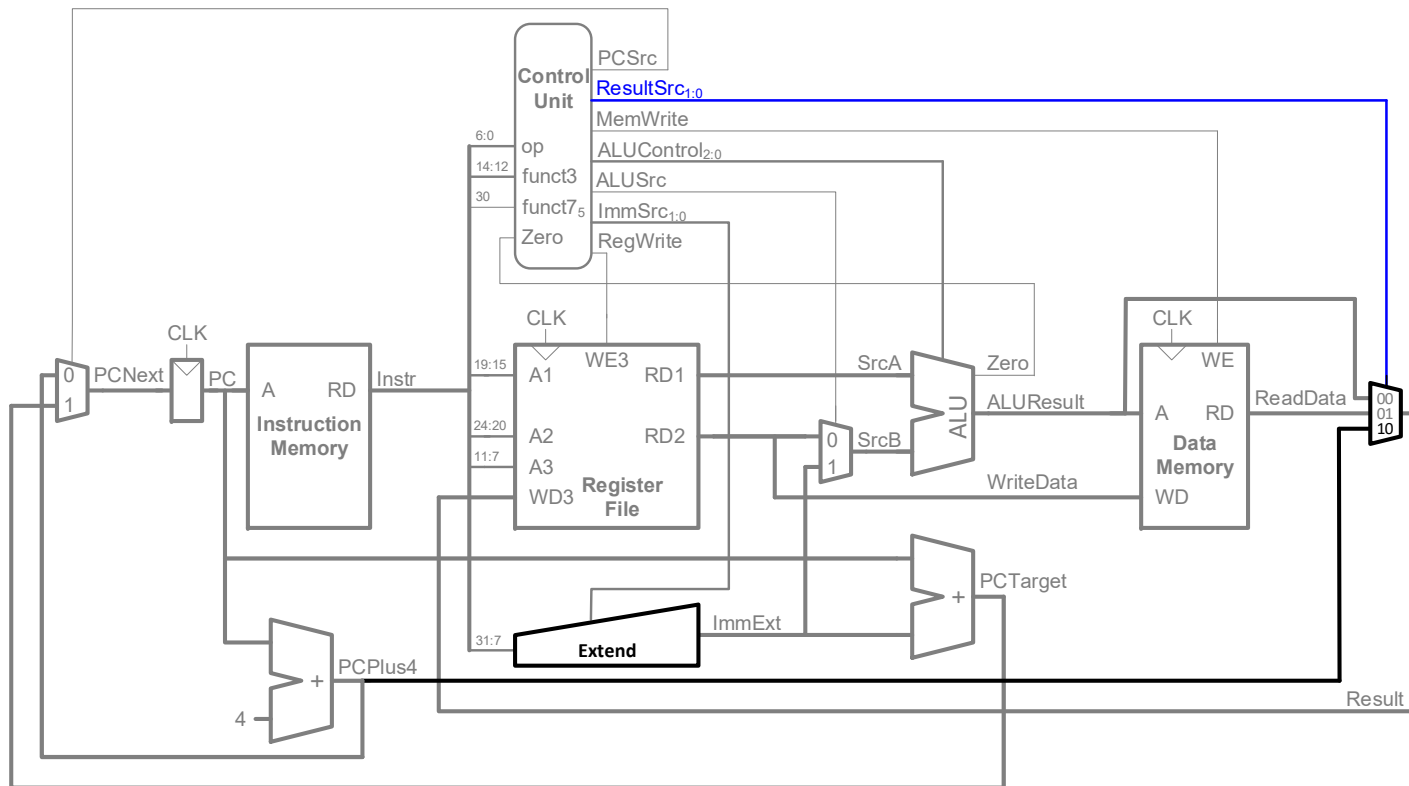 PCSrc
Control
Unit
ResultSrc1:0
MemWrite
6:0
op
ALUControl2:0
14:12
funct3
ALUSrc
30
funct75
ImmSrc1:0
Zero
RegWrite
CLK
CLK
CLK
0
1
PCNext
PC
A
RD
Instruction
Memory
Instr
19:15
A1
WE3
RD1
24:20
A2
RD2
11:7
A3
WD3
Register
File
SrcA
0
1
SrcB
ALU
Zero
ALUResult
WriteData
WE
A
RD
Data
Memory
WD
ReadData
00
01
10
PCTarget
+
31:7
Extend
ImmExt
PCPlus4
+
4
Result